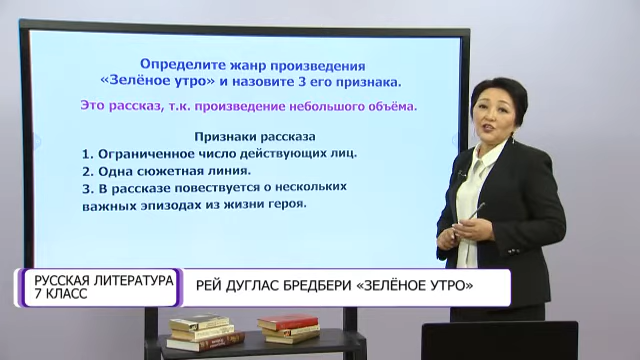 Определите жанр произведения
«Зелёное утро» и назовите 3 его признака.
Это рассказ, т.к. произведение небольшого объёма.
Признаки рассказа
1. Ограниченное число действующих лиц.
2. Одна сюжетная линия.
3. В рассказе повествуется о нескольких
важных эпизодах из жизни героя.
РУССКАЯ ЛИТЕРАТУРА
7 КЛАСС
РЕЙ ДУГЛАС БРЕДБЕРИ «ЗЕЛЁНОЕ УТРО»